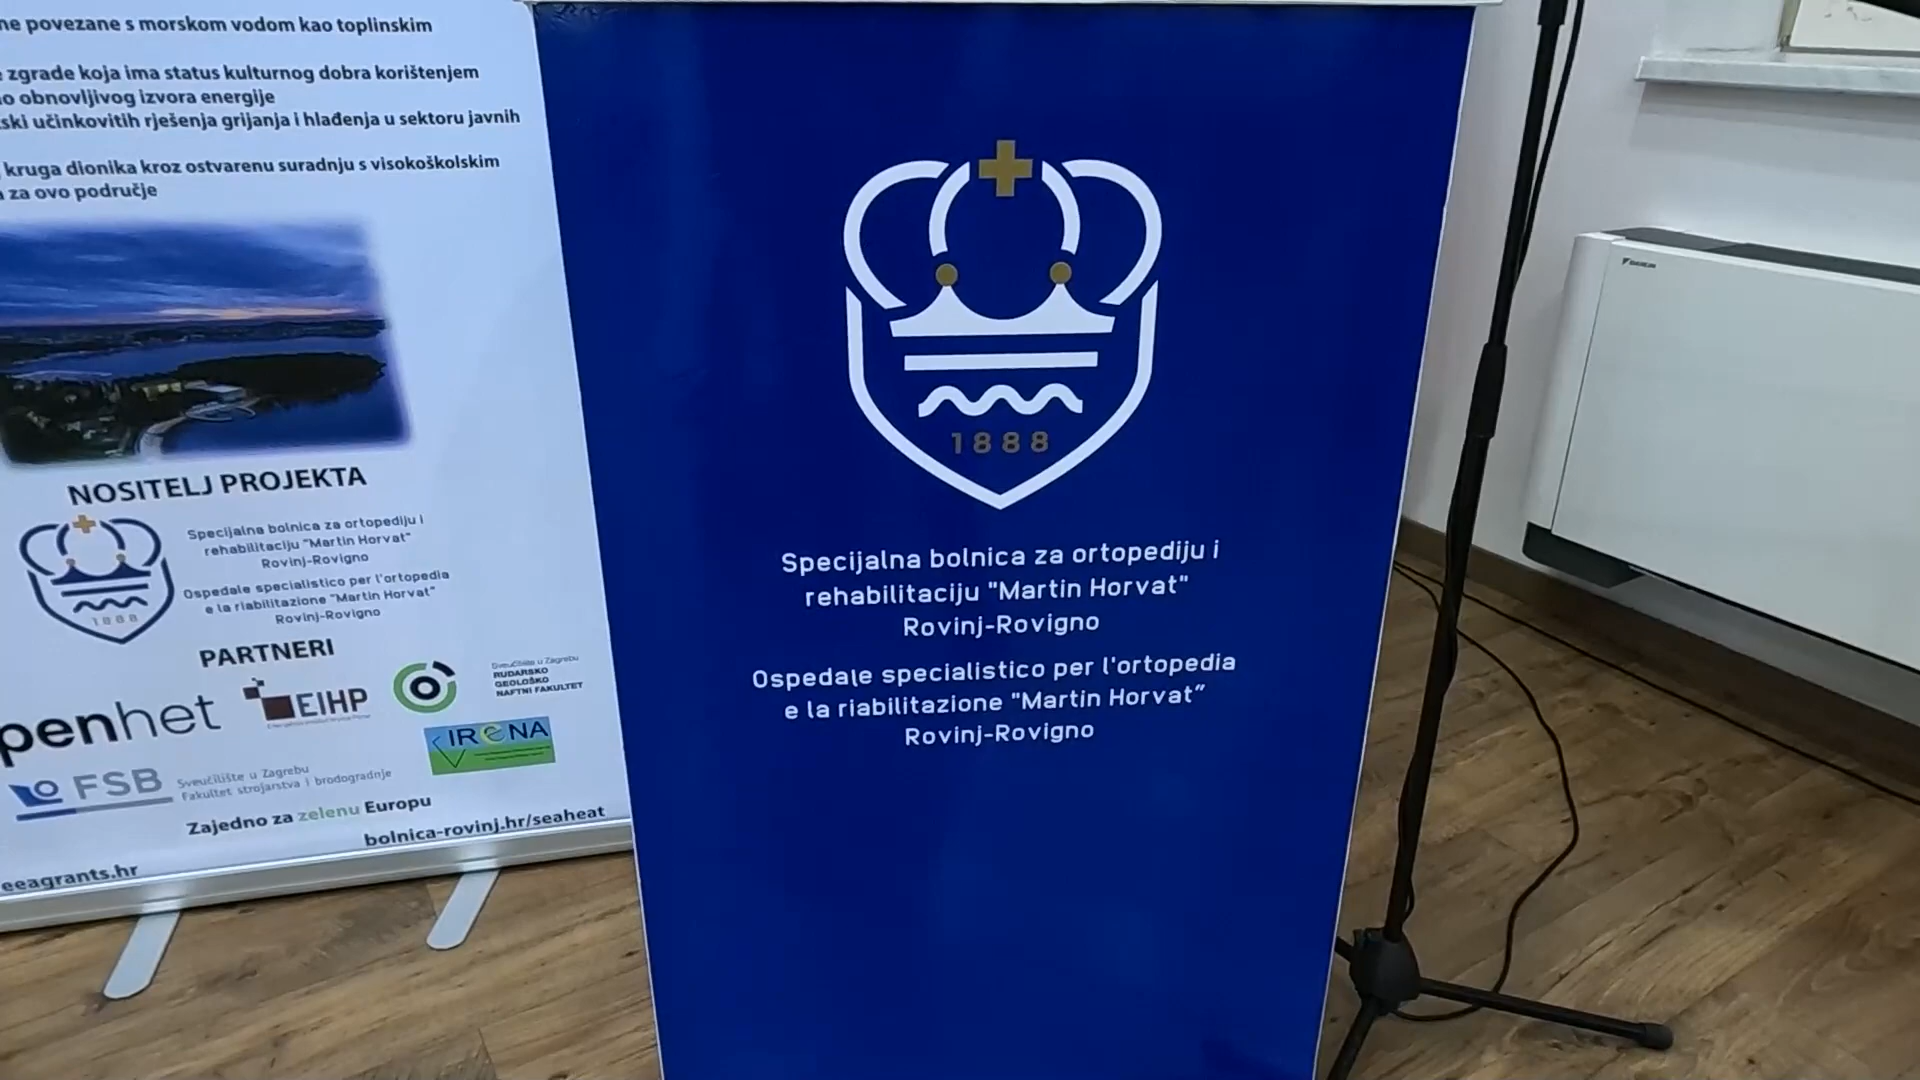 ne povezane s morskom vodom kao toplinskim
zgrade koja ima status kulturnog dobra korištenjem
o obnovljivog izvora energije
ski učinkovitih rješenja grijanja i hlađenja u sektoru javnih
kruga dionika kroz ostvarenu suradnju s visokoškolskim
za ovo područje
NOSITELJ PROJEKTA
1888
Specijalna bolnica za ortopediju i
rehabilitaciju "Martin Horvat"
Rovinj-Rovigno
Ospedale specialistico per l'ortopedia
e la riabilitazione "Martin Horvat"
Rovinj-Rovigno
PARTNERI
penhet
EIHP
Sveučilište u Zagrebu
RUDARSKO
GEOLOŠKO
NAFTNI FAKULTET
IRENA
FSB
Sveučilište u Zagrebu
Fakultet strojarstva i brodogradnje
Zajedno za zelenu Europu
bolnica-rovinj.hr/seaheat
eeagrants.hr
1888
Specijalna bolnica za ortopediju i
rehabilitaciju "Martin Horvat"
Rovinj-Rovigno
Ospedale specialistico per l'ortopedia
e la riabilitazione "Martin Horvat"
Rovinj-Rovigno
DAIKIN